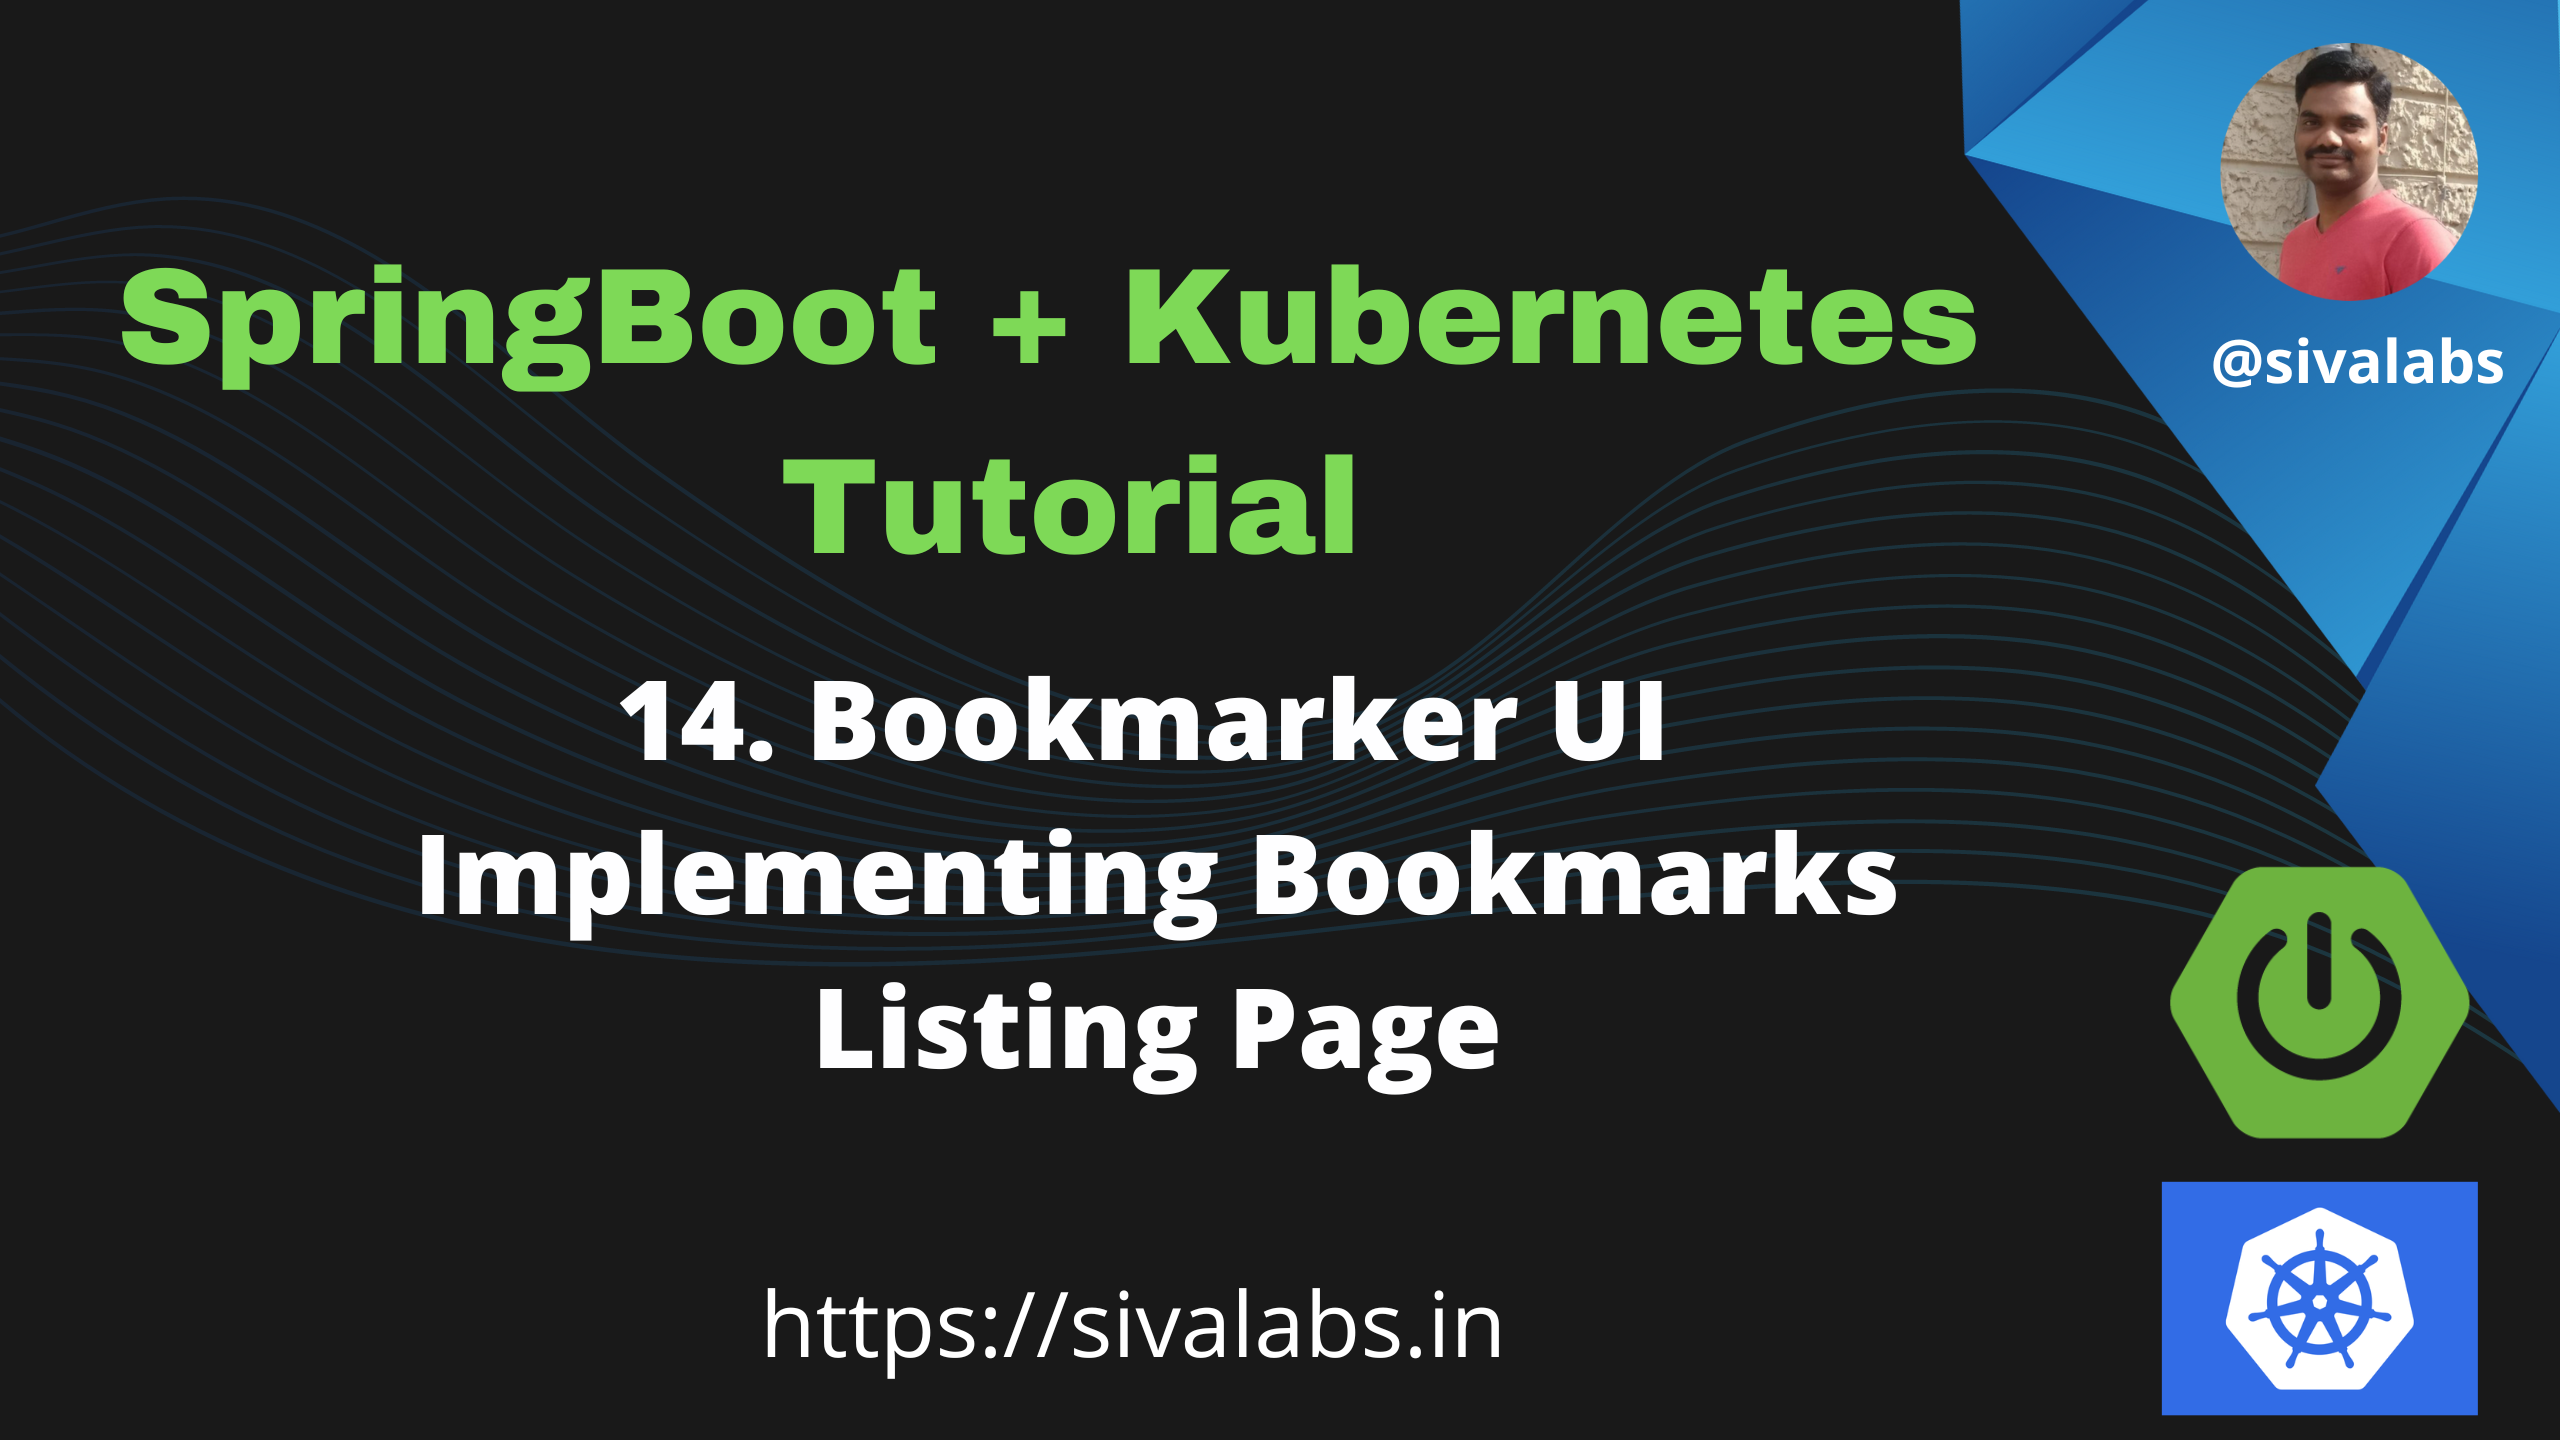 SpringBoot + Kubernetes
Tutorial
@sivalabs
14. Bookmarker UI
Implementing Bookmarks
Listing Page
https://sivalabs.in